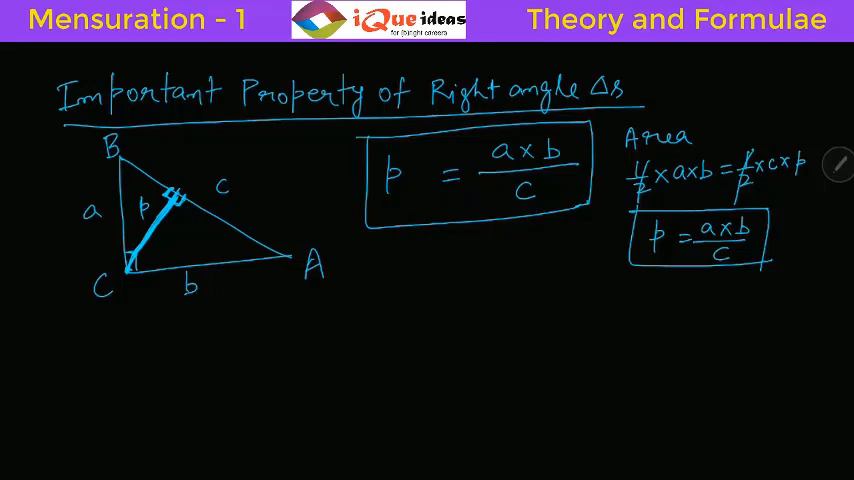 Mensuration - 1
iQue ideas
for (b)right careers
Theory and Formulae
Important Property of Right angle Δs
B
a
p
c
C
b
A
p = a×b/c
Area
1/2 × a×b = 1/2 × c × p
p = a×b/c